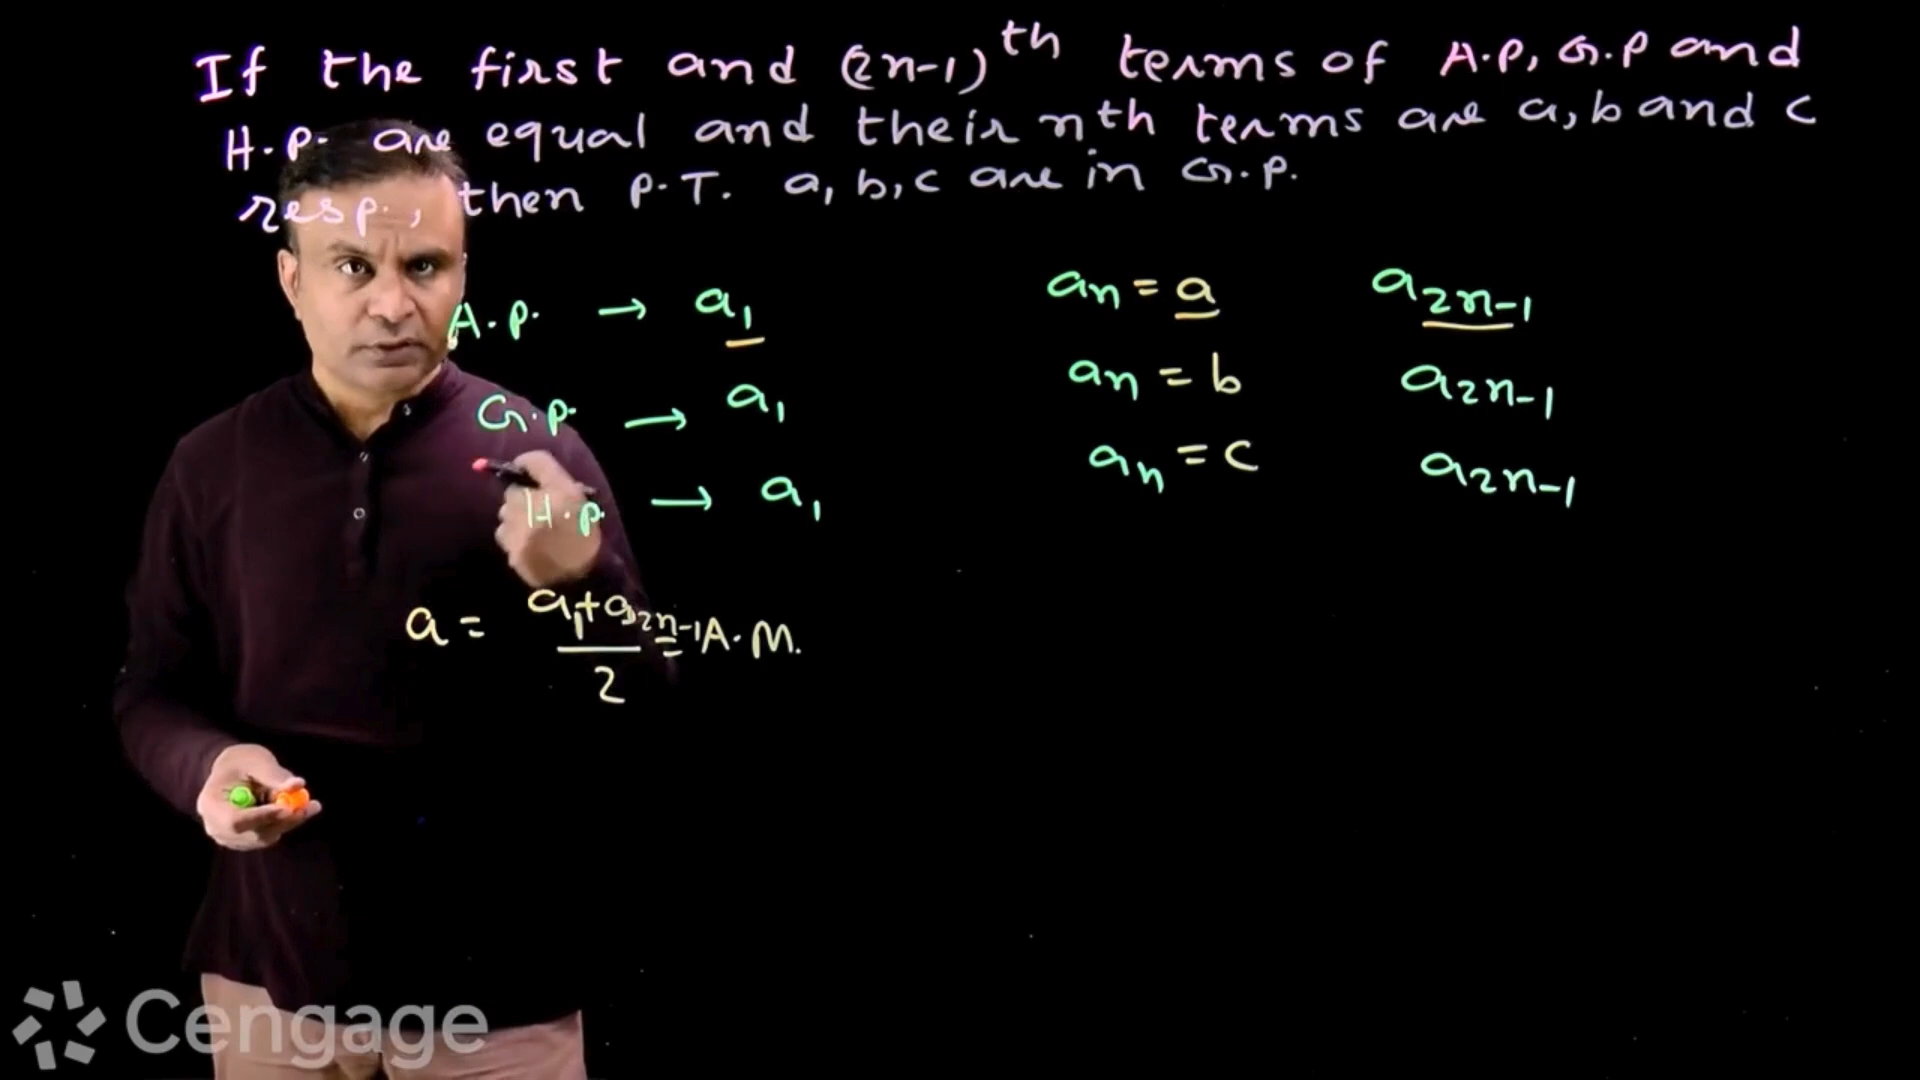 If the first and (2n-1)th terms of A.P, G.P and
H.P. are equal and their nth terms are a, b and c
resp., then P.T. a, b, c are in G.P.
A.P. → a1 an = a a2n-1
G.P. → a1 an = b a2n-1
H.P. → a1 an = c a2n-1
a = a1+a2n-1 / 2 = A.M.
Cengage